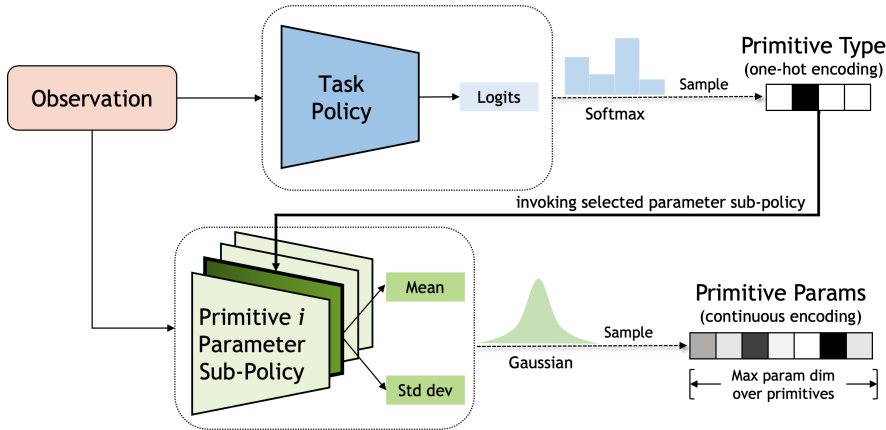 Observation
Task
Policy
Logits
Softmax
Sample
Primitive Type
(one-hot encoding)
invoking selected parameter sub-policy
Primitive i
Parameter
Sub-Policy
Mean
Std dev
Gaussian
Sample
Primitive Params
(continuous encoding)
Max param dim
over primitives